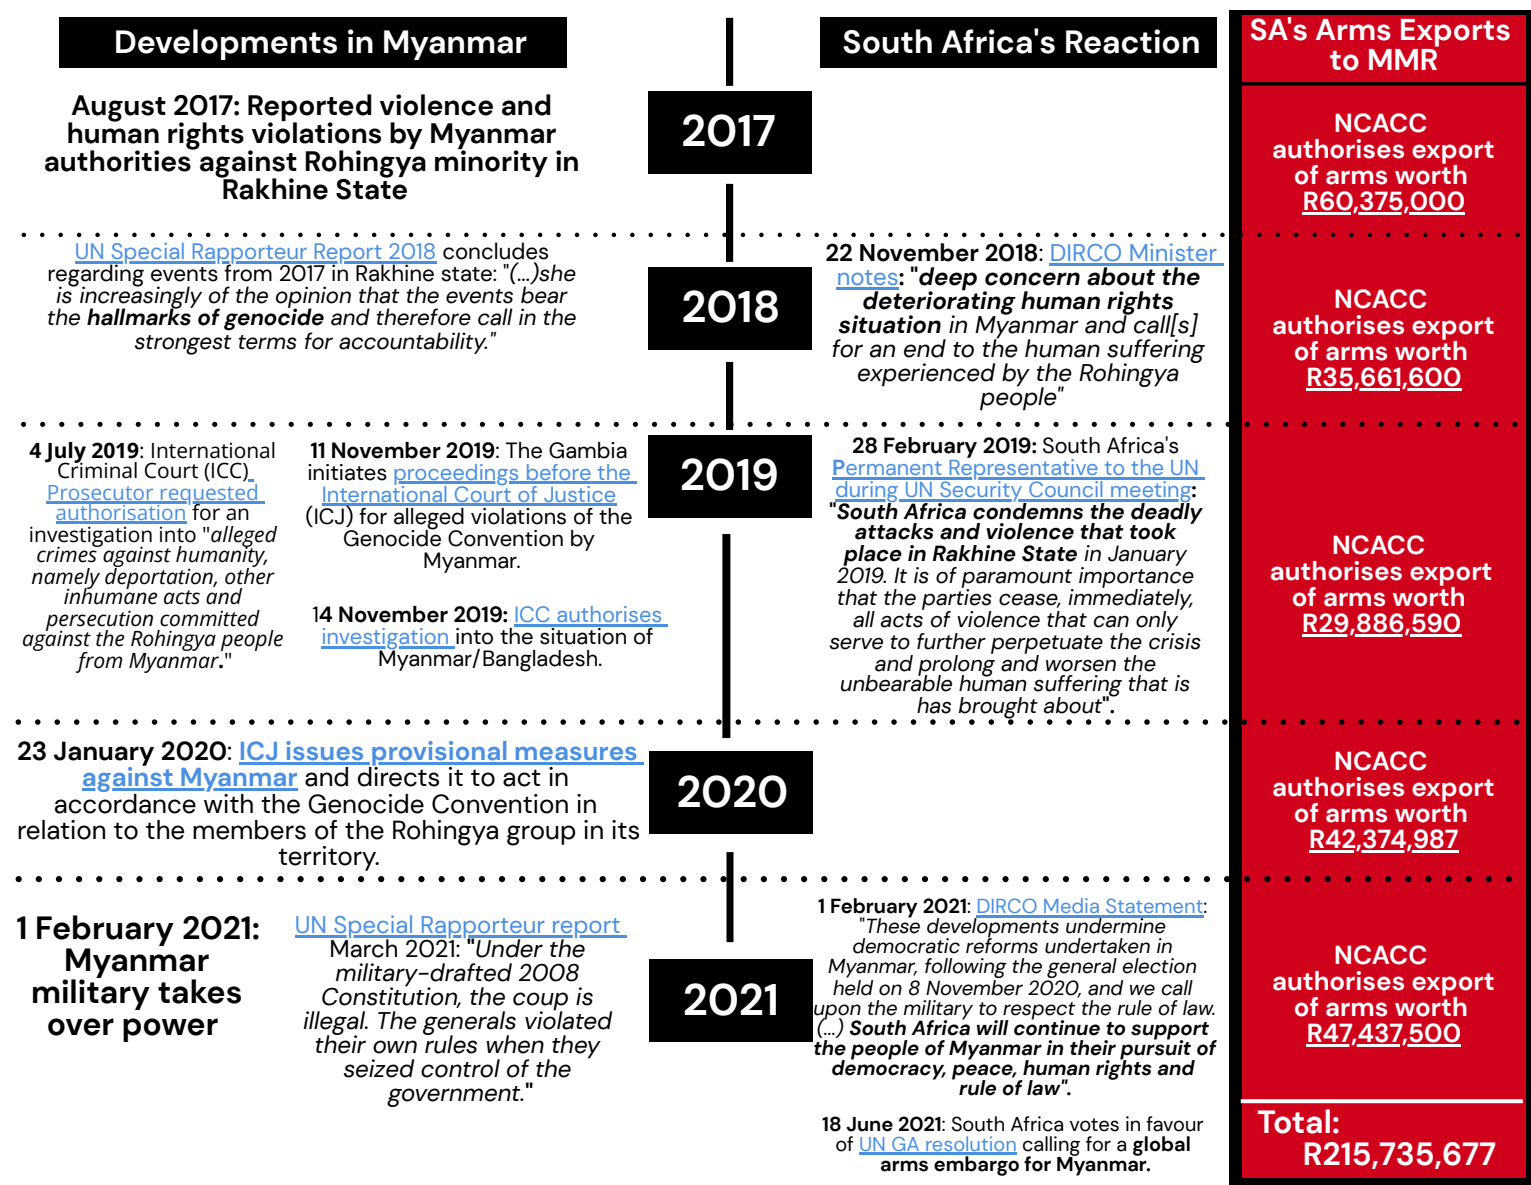 Developments in Myanmar
South Africa's Reaction
SA's Arms Exports
to MMR
August 2017: Reported violence and
human rights violations by Myanmar
authorities against Rohingya minority in
Rakhine State
2017
NCACC
authorises export
of arms worth
R60,375,000
UN Special Rapporteur Report 2018 concludes
regarding events from 2017 in Rakhine state: "(...)she
is increasingly of the opinion that the events bear
the hallmarks of genocide and therefore call in the
strongest terms for accountability."
2018
22 November 2018: DIRCO Minister
notes: "deep concern about the
deteriorating human rights
situation in Myanmar and call[s]
for an end to the human suffering
experienced by the Rohingya
people"
NCACC
authorises export
of arms worth
R35,661,600
4 July 2019: International
Criminal Court (ICC)
Prosecutor requested
authorisation for an
investigation into "alleged
crimes against humanity,
namely deportation, other
inhumane acts and
persecution committed
against the Rohingya people
from Myanmar."
11 November 2019: The Gambia
initiates proceedings before the
International Court of Justice
(ICJ) for alleged violations of the
Genocide Convention by
Myanmar.
14 November 2019: ICC authorises
investigation into the situation of
Myanmar/Bangladesh.
2019
28 February 2019: South Africa's
Permanent Representative to the UN
during UN Security Council meeting:
"South Africa condemns the deadly
attacks and violence that took
place in Rakhine State in January
2019. It is of paramount importance
that the parties cease, immediately,
all acts of violence that can only
serve to further perpetuate the crisis
and prolong and worsen the
unbearable human suffering that is
has brought about".
NCACC
authorises export
of arms worth
R29,886,590
23 January 2020: ICJ issues provisional measures
against Myanmar and directs it to act in
accordance with the Genocide Convention in
relation to the members of the Rohingya group in its
territory.
2020
NCACC
authorises export
of arms worth
R42,374,987
1 February 2021:
Myanmar
military takes
over power
UN Special Rapporteur report
March 2021: "Under the
military-drafted 2008
Constitution, the coup is
illegal. The generals violated
their own rules when they
seized control of the
government."
2021
1 February 2021: DIRCO Media Statement:
"These developments undermine
democratic reforms undertaken in
Myanmar, following the general election
held on 8 November 2020, and we call
upon the military to respect the rule of law.
(...) South Africa will continue to support
the people of Myanmar in their pursuit of
democracy, peace, human rights and
rule of law".
18 June 2021: South Africa votes in favour
of UN GA resolution calling for a global
arms embargo for Myanmar.
NCACC
authorises export
of arms worth
R47,437,500
Total:
R215,735,677